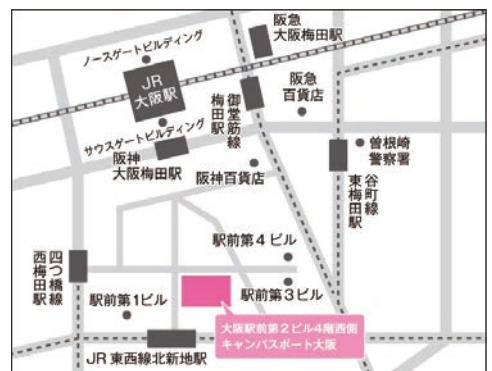 阪急
大阪梅田駅
ノースゲートビルディング
JR
大阪駅
阪急
百貨店
御堂筋線
梅田駅
サウスゲートビルディング
曽根崎
警察署
阪神
大阪梅田駅
阪神百貨店
谷町線
東梅田駅
駅前第4ビル
四つ橋線
西梅田駅
駅前第1ビル
駅前第3ビル
大阪駅前第2ビル4階西側
キャンパスポート大阪
JR東西線北新地駅